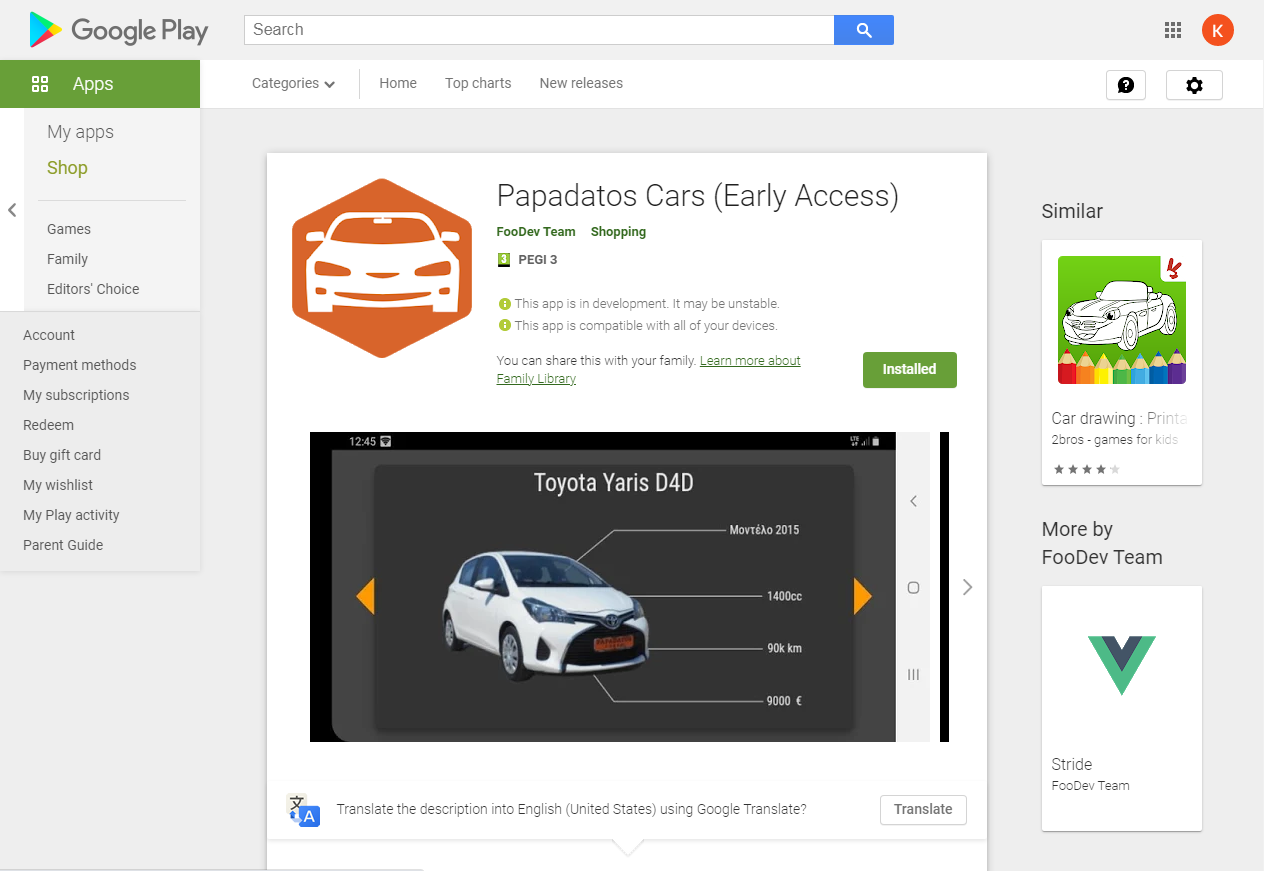 Google Play
Search
K
Apps
Categories
Home
Top charts
New releases
My apps
Shop
Games
Family
Editors' Choice
Account
Payment methods
My subscriptions
Redeem
Buy gift card
My wishlist
My Play activity
Parent Guide
Papadatos Cars (Early Access)
FooDev Team Shopping
3 PEGI 3
This app is in development. It may be unstable.
This app is compatible with all of your devices.
You can share this with your family. Learn more about
Family Library
Installed
12:45
LTE
Toyota Yaris D4D
Μοντέλο 2015
1400cc
90k km
9000 €
Translate the description into English (United States) using Google Translate?
Translate
Similar
Car drawing : Printa
2bros - games for kids
More by
FooDev Team
Stride
FooDev Team